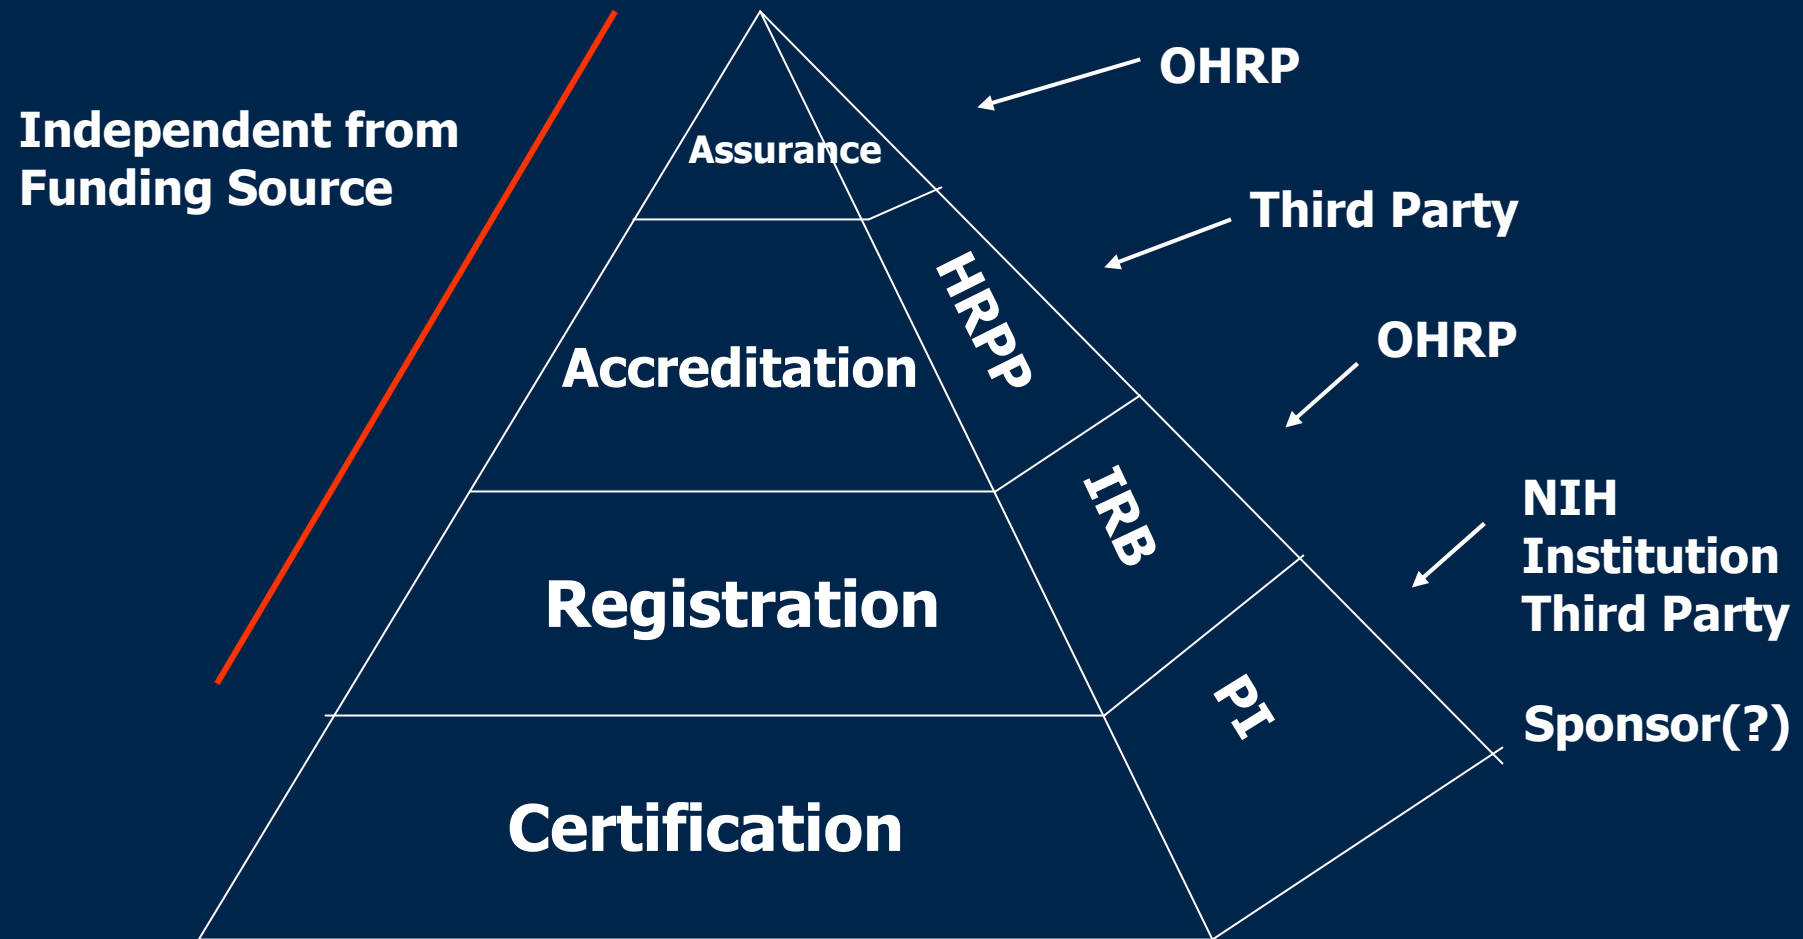 Independent from
Funding Source
Assurance
Accreditation
Registration
Certification
HRPP
IRB
PI
OHRP
Third Party
OHRP
NIH
Institution
Third Party
Sponsor(?)